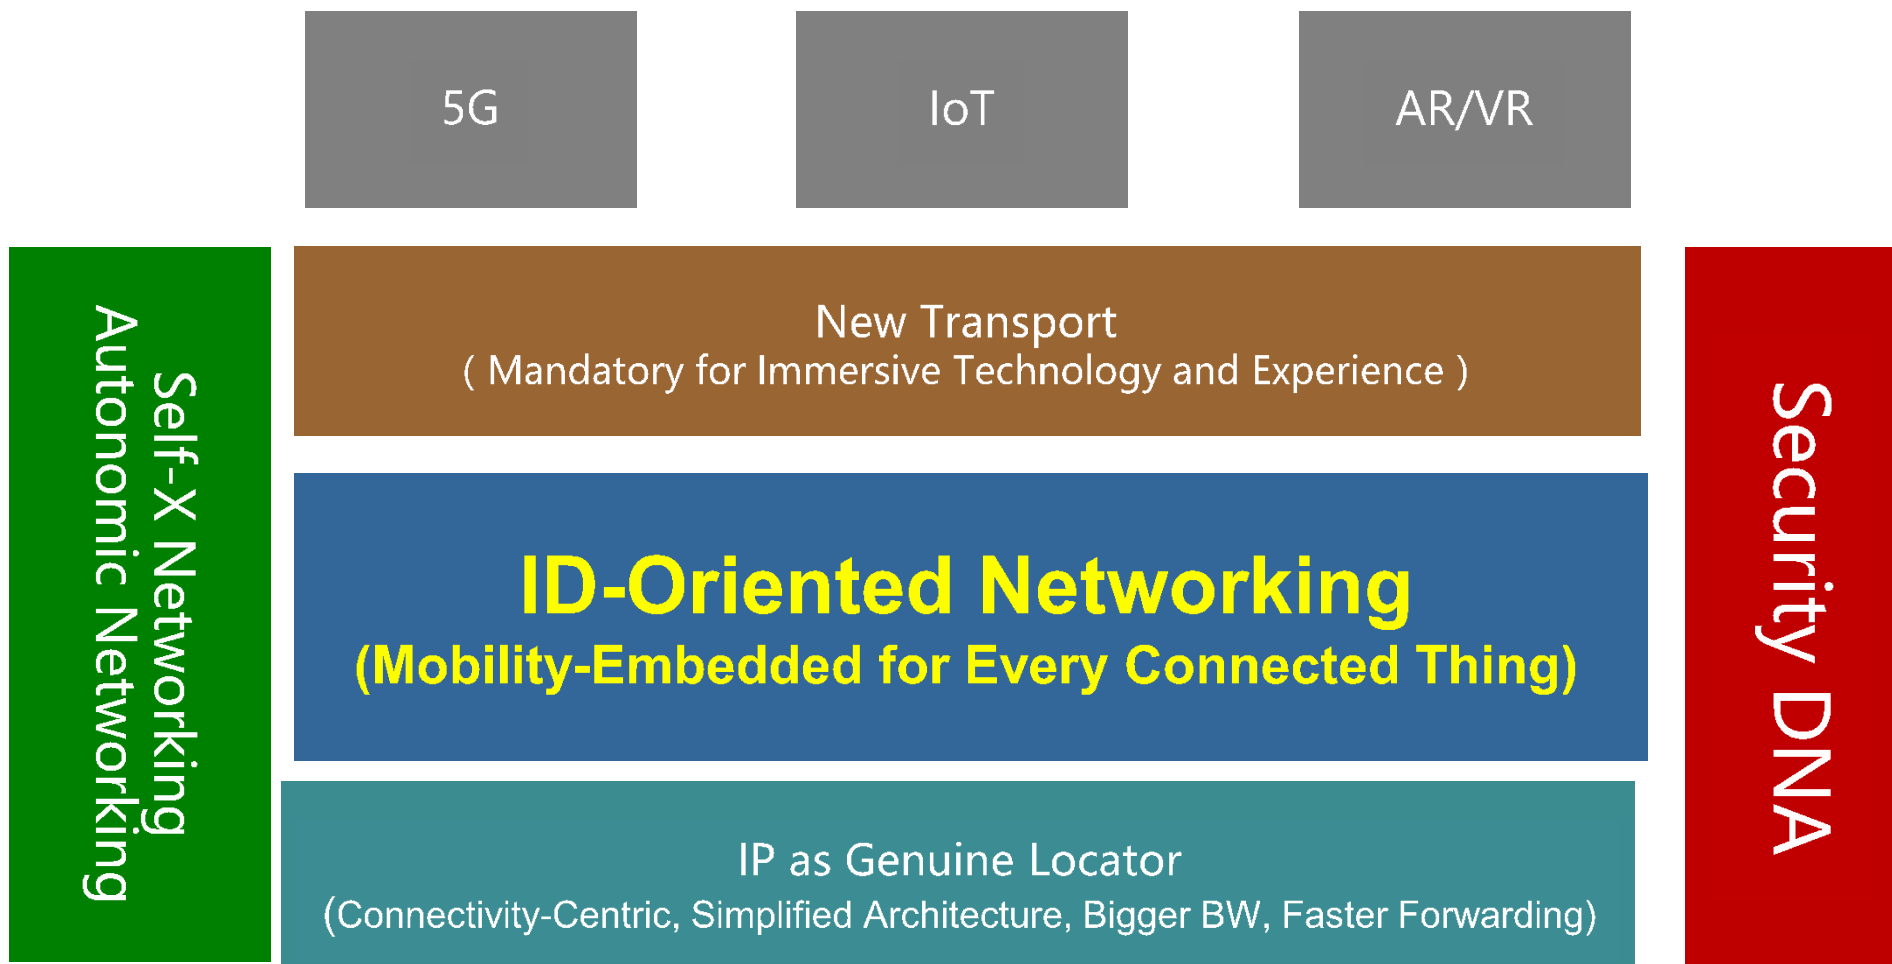 5G
IoT
AR/VR
Self-X Networking
Autonomic Networking
New Transport
( Mandatory for Immersive Technology and Experience )
ID-Oriented Networking
(Mobility-Embedded for Every Connected Thing)
IP as Genuine Locator
(Connectivity-Centric, Simplified Architecture, Bigger BW, Faster Forwarding)
Security DNA